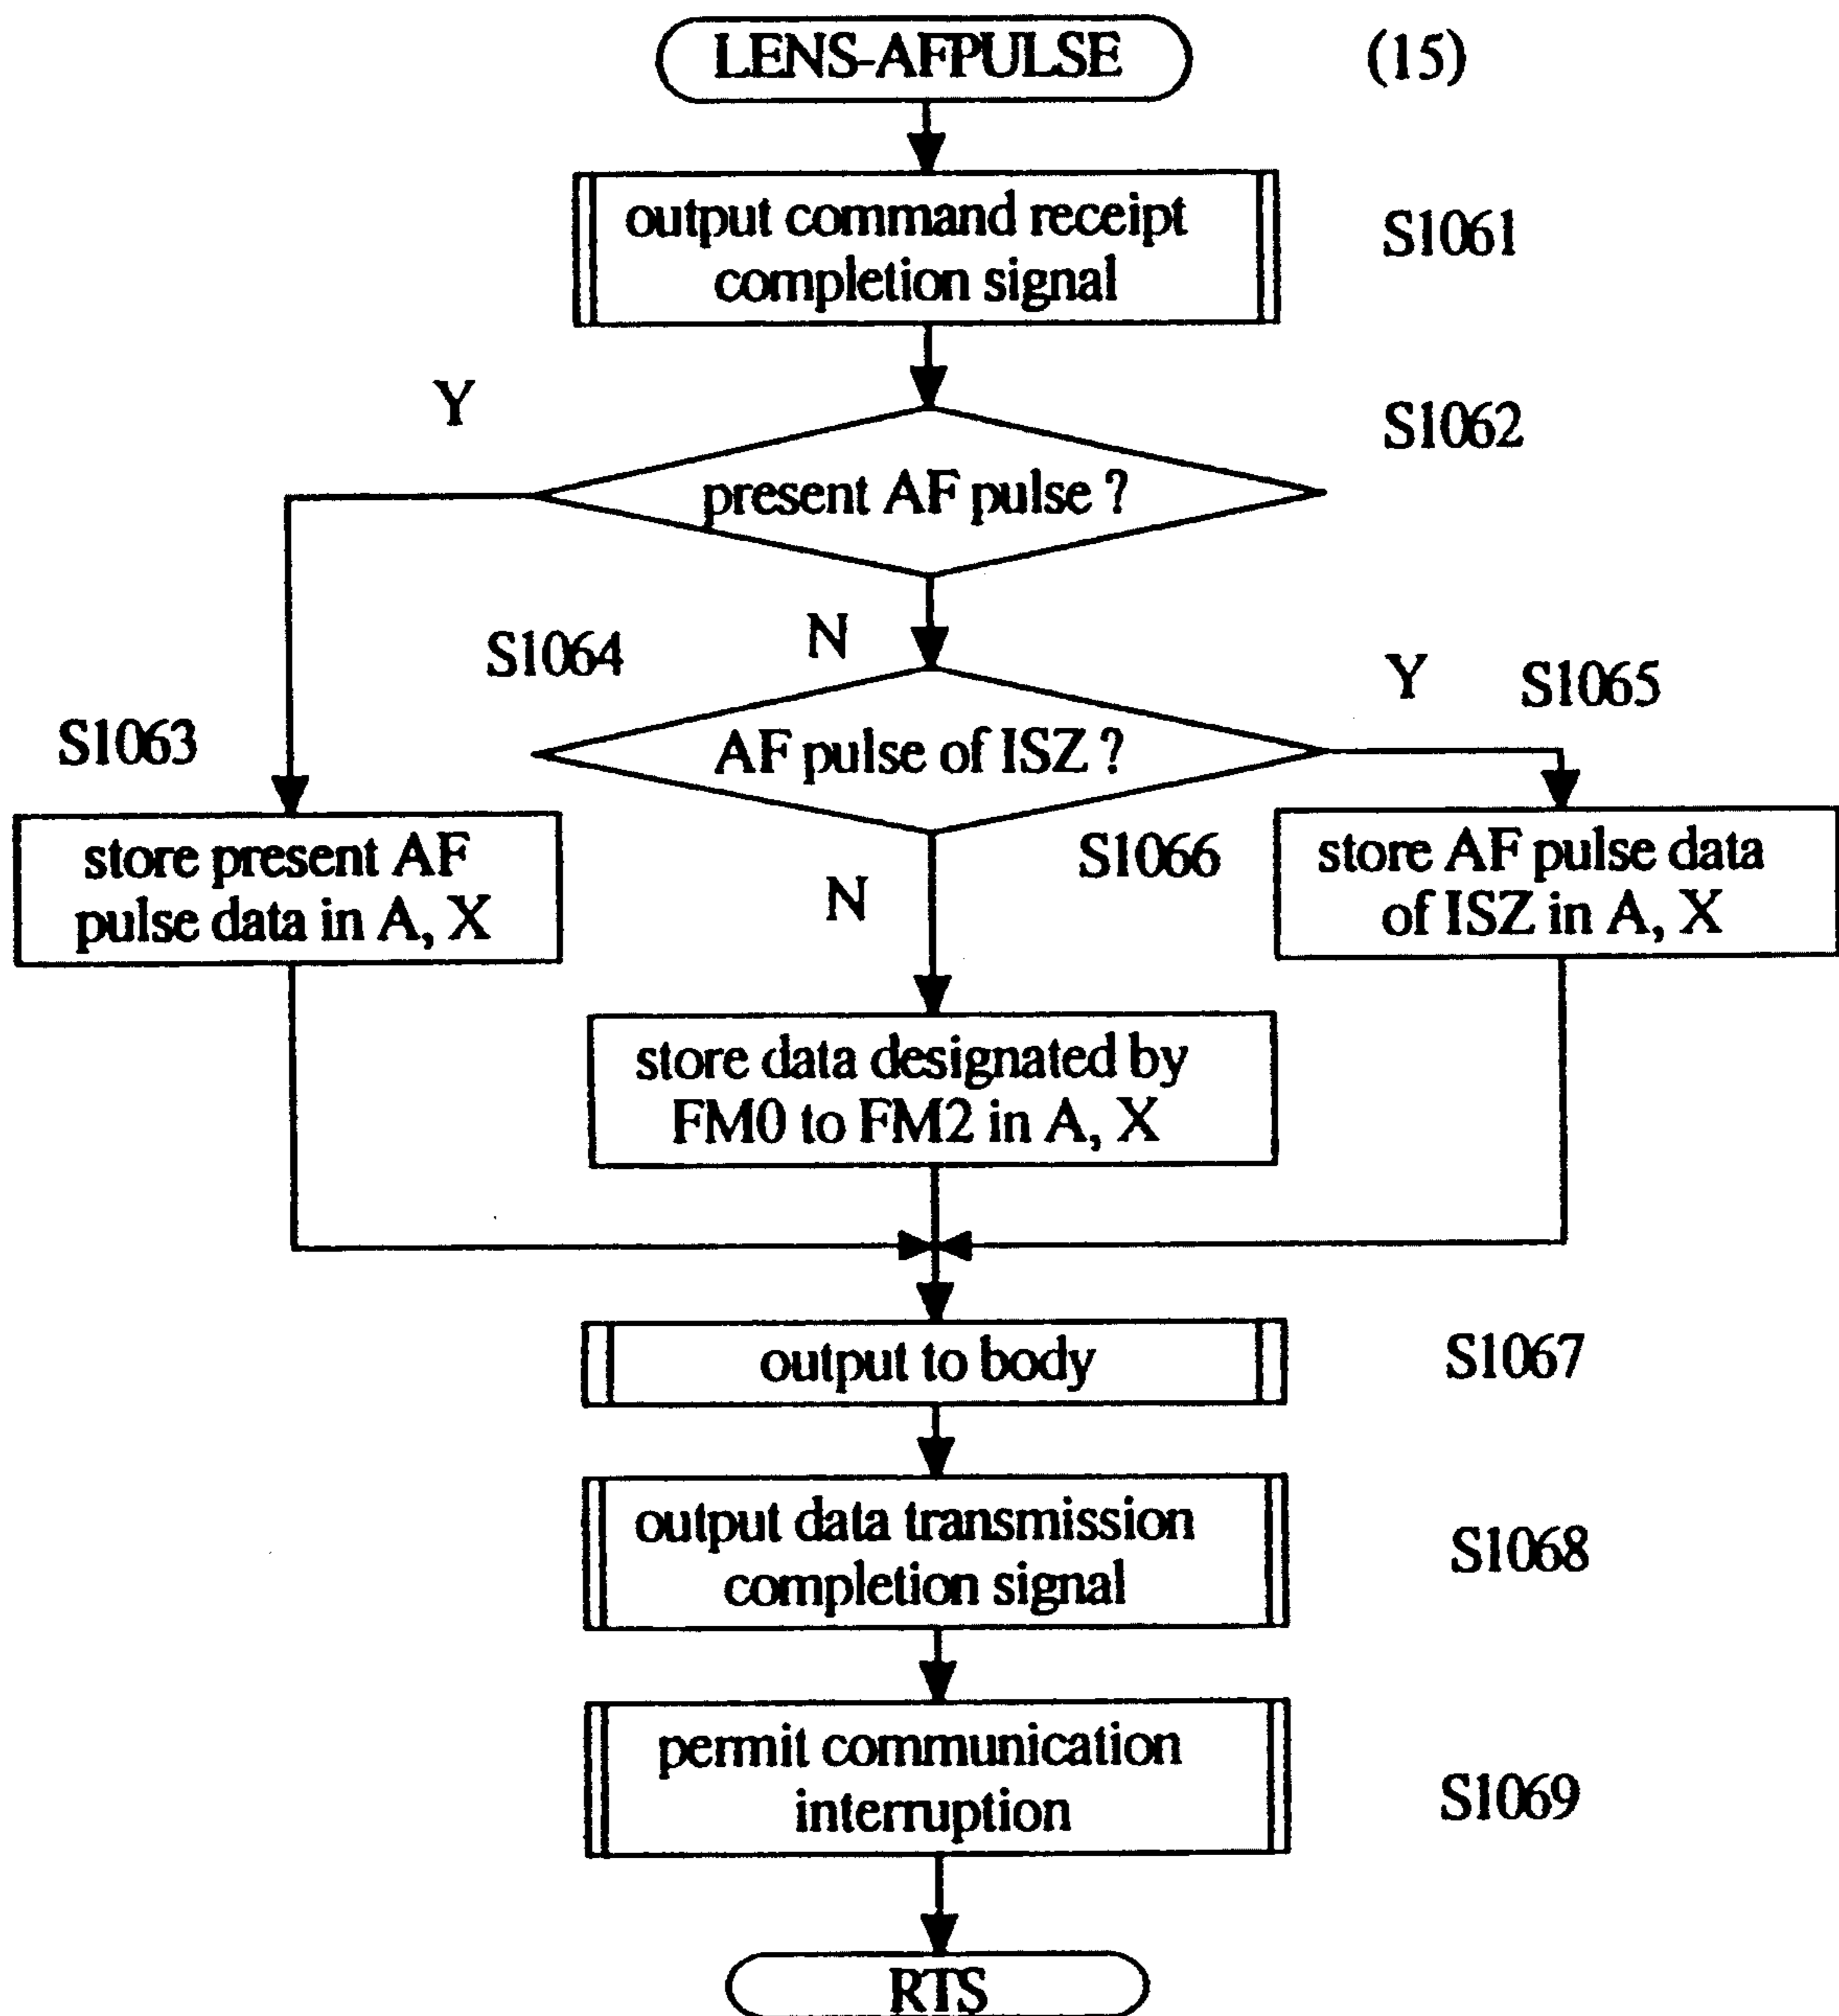 LENS-AFPULSE
(15)
output command receipt
completion signal
S1061
Y
S1062
present AF pulse ?
S1064
N
Y
S1065
S1063
AF pulse of ISZ ?
store present AF
pulse data in A, X
N
S1066
store AF pulse data
of ISZ in A, X
store data designated by
FM0 to FM2 in A, X
output to body
S1067
output data transmission
completion signal
S1068
permit communication
interruption
S1069
RTS